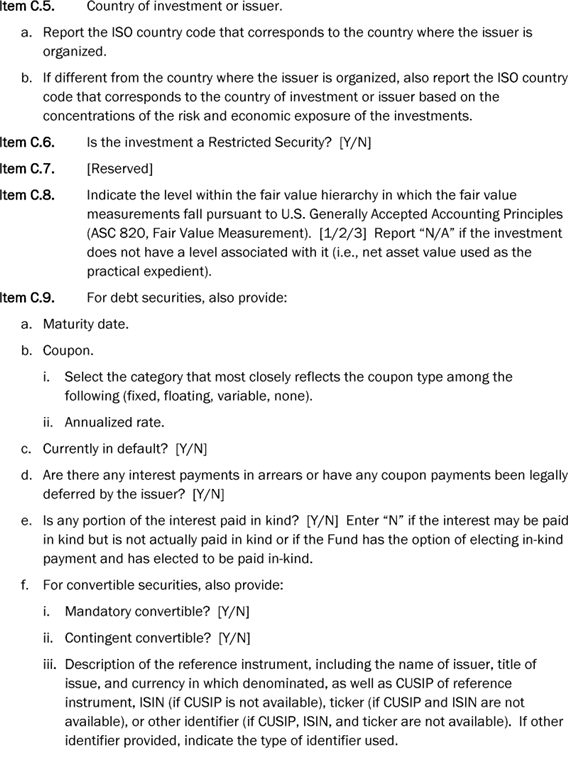 Item C.5. Country of investment or issuer.
a. Report the ISO country code that corresponds to the country where the issuer is
organized.
b. If different from the country where the issuer is organized, also report the ISO country
code that corresponds to the country of investment or issuer based on the
concentrations of the risk and economic exposure of the investments.
Item C.6. Is the investment a Restricted Security? [Y/N]
Item C.7. [Reserved]
Item C.8. Indicate the level within the fair value hierarchy in which the fair value
measurements fall pursuant to U.S. Generally Accepted Accounting Principles
(ASC 820, Fair Value Measurement). [1/2/3] Report “N/A” if the investment
does not have a level associated with it (i.e., net asset value used as the
practical expedient).
Item C.9. For debt securities, also provide:
a. Maturity date.
b. Coupon.
i. Select the category that most closely reflects the coupon type among the
following (fixed, floating, variable, none).
ii. Annualized rate.
c. Currently in default? [Y/N]
d. Are there any interest payments in arrears or have any coupon payments been legally
deferred by the issuer? [Y/N]
e. Is any portion of the interest paid in kind? [Y/N] Enter “N” if the interest may be paid
in kind but is not actually paid in kind or if the Fund has the option of electing in-kind
payment and has elected to be paid in-kind.
f. For convertible securities, also provide:
i. Mandatory convertible? [Y/N]
ii. Contingent convertible? [Y/N]
iii. Description of the reference instrument, including the name of issuer, title of
issue, and currency in which denominated, as well as CUSIP of reference
instrument, ISIN (if CUSIP is not available), ticker (if CUSIP and ISIN are not
available), or other identifier (if CUSIP, ISIN, and ticker are not available). If other
identifier provided, indicate the type of identifier used.